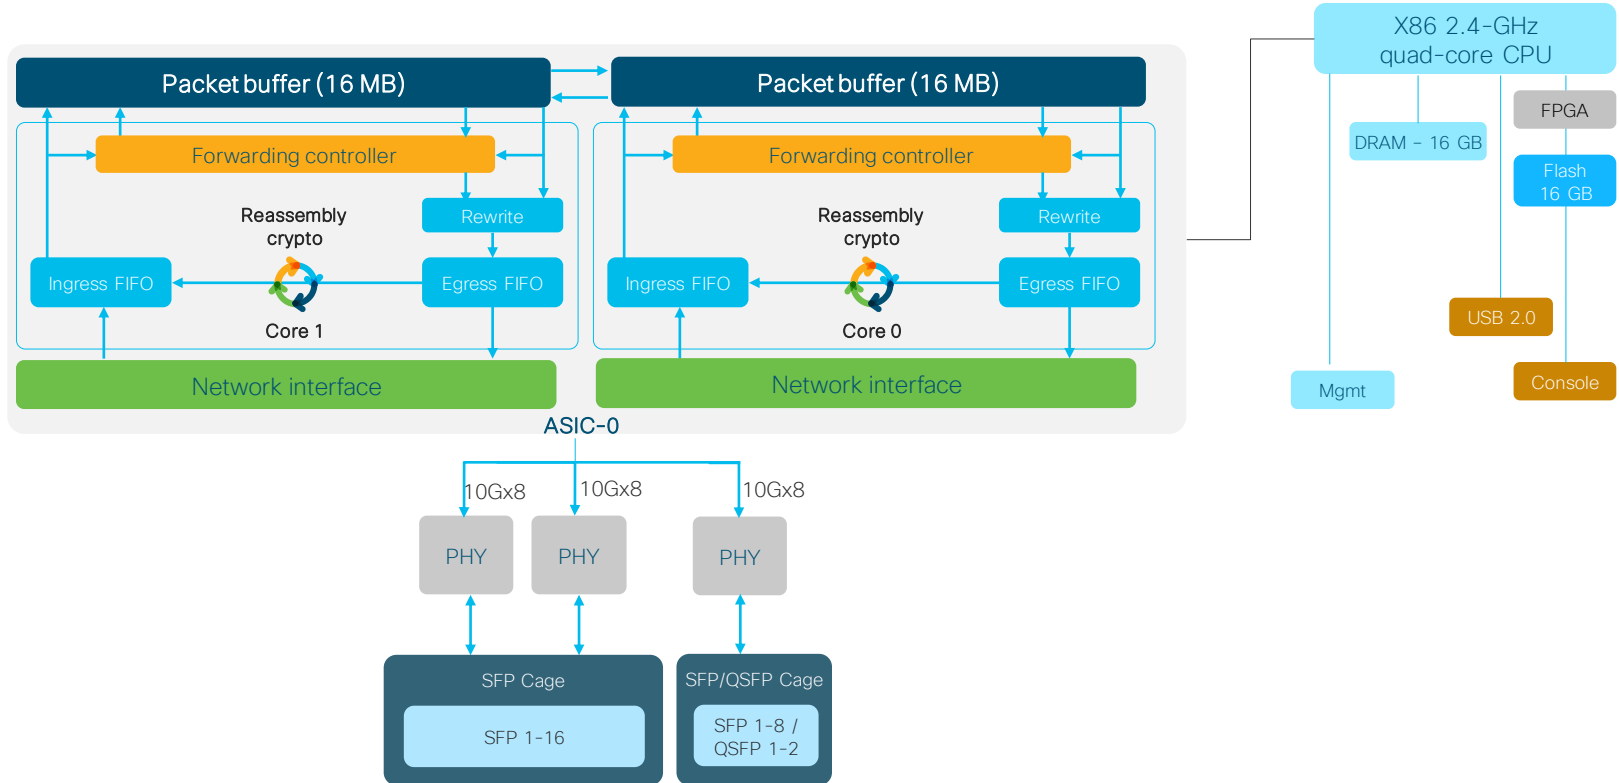 X86 2.4-GHz
quad-core CPU
Packet buffer (16 MB)
Packet buffer (16 MB)
FPGA
DRAM - 16 GB
Forwarding controller
Forwarding controller
Flash
16 GB
Reassembly
crypto
Rewrite
Reassembly
crypto
Rewrite
Ingress FIFO
Egress FIFO
Ingress FIFO
Egress FIFO
Core 1
Core 0
USB 2.0
Network interface
Network interface
Mgmt
Console
ASIC-0
10Gx8
10Gx8
10Gx8
PHY
PHY
PHY
SFP Cage
SFP/QSFP Cage
SFP 1-16
SFP 1-8 /
QSFP 1-2